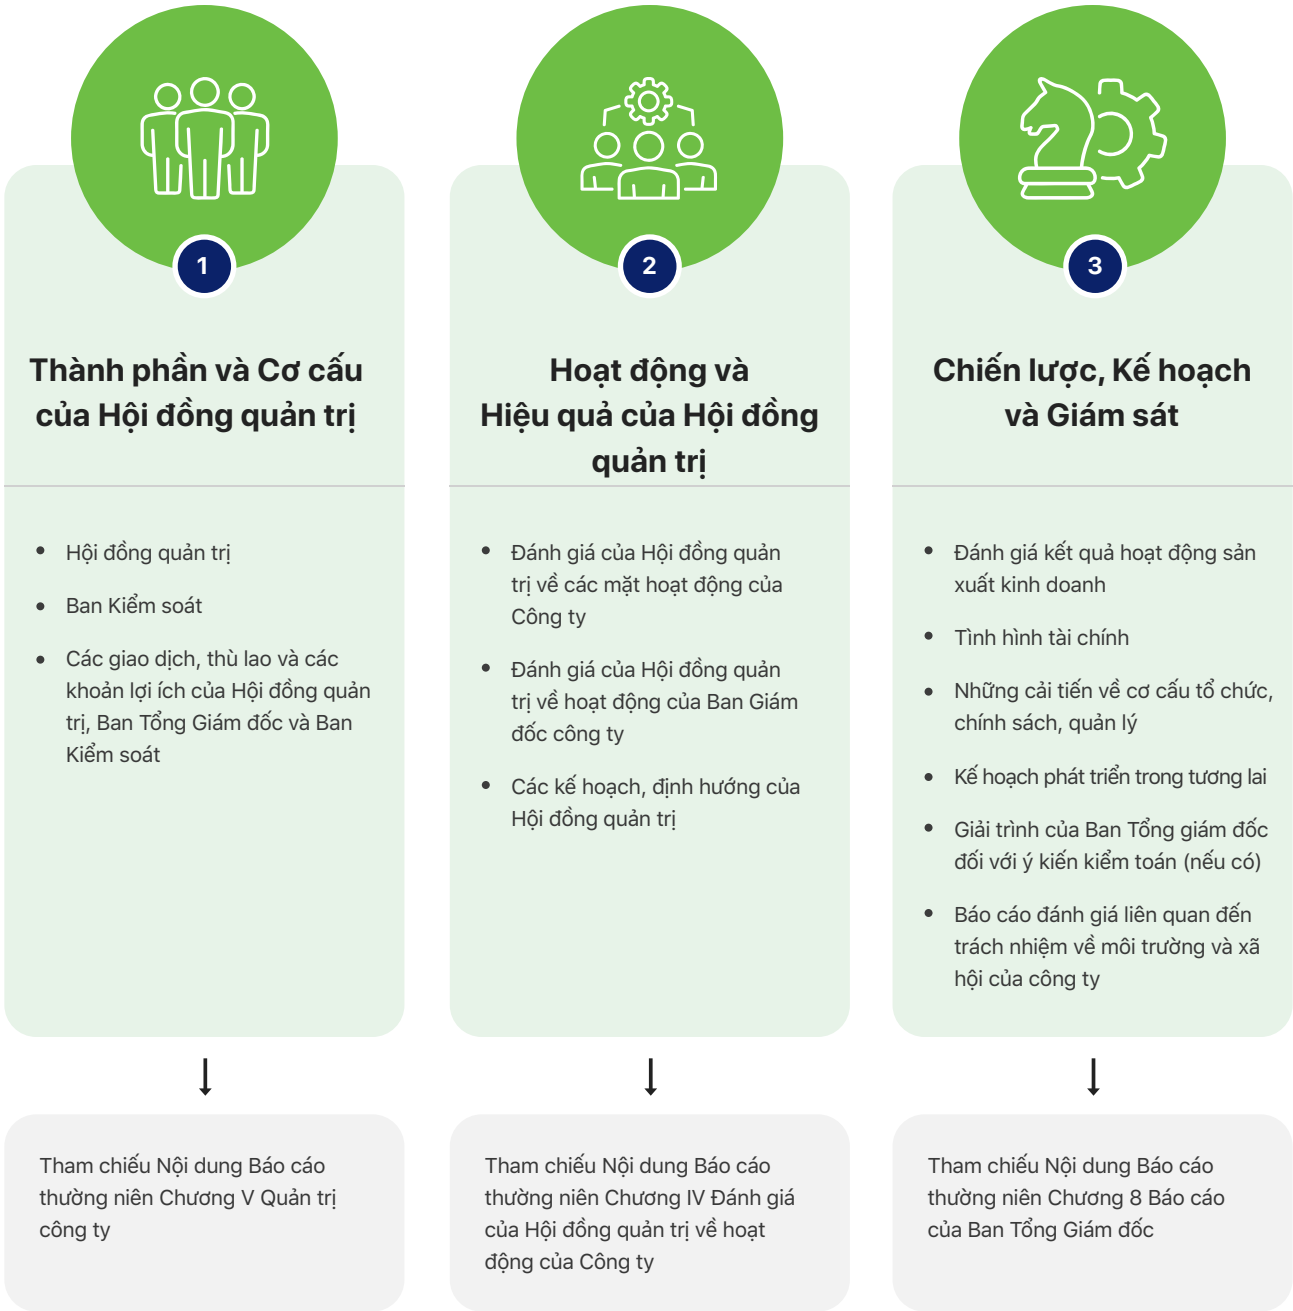 1
Thành phần và Cơ cấu
của Hội đồng quản trị
Hội đồng quản trị
Ban Kiểm soát
Các giao dịch, thù lao và các
khoản lợi ích của Hội đồng quản
trị, Ban Tổng Giám đốc và Ban
Kiểm soát
Tham chiếu Nội dung Báo cáo
thường niên Chương V Quản trị
công ty
2
Hoạt động và
Hiệu quả của Hội đồng
quản trị
Đánh giá của Hội đồng quản
trị về các mặt hoạt động của
Công ty
Đánh giá của Hội đồng quản
trị về hoạt động của Ban Giám
đốc công ty
Các kế hoạch, định hướng của
Hội đồng quản trị
Tham chiếu Nội dung Báo cáo
thường niên Chương IV Đánh giá
của Hội đồng quản trị về hoạt
động của Công ty
3
Chiến lược, Kế hoạch
và Giám sát
Đánh giá kết quả hoạt động sản
xuất kinh doanh
Tình hình tài chính
Những cải tiến về cơ cấu tổ chức,
chính sách, quản lý
Kế hoạch phát triển trong tương lai
Giải trình của Ban Tổng giám đốc
đối với ý kiến kiểm toán (nếu có)
Báo cáo đánh giá liên quan đến
trách nhiệm về môi trường và xã
hội của công ty
Tham chiếu Nội dung Báo cáo
thường niên Chương 8 Báo cáo
của Ban Tổng Giám đốc